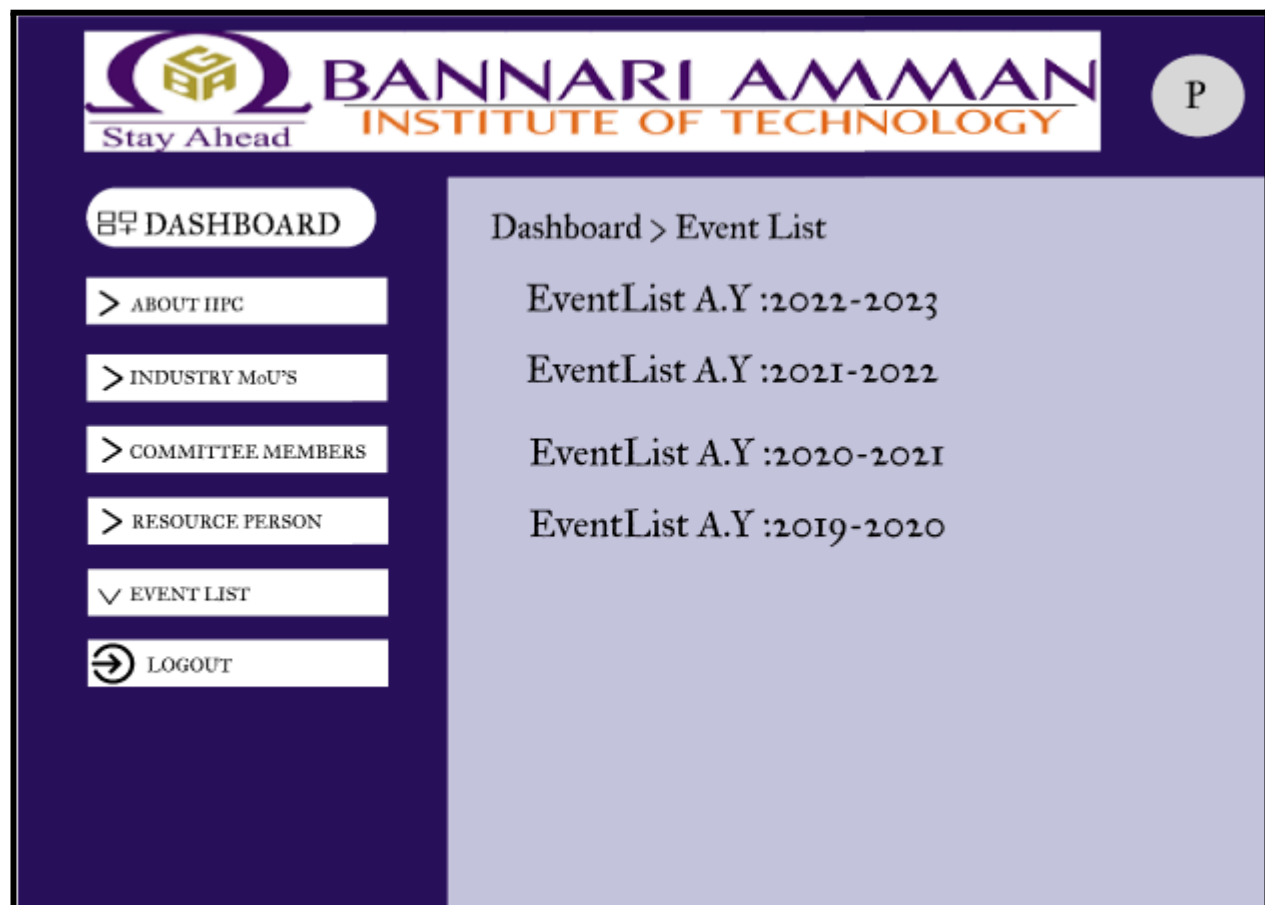 BANNARI AMMAN
INSTITUTE OF TECHNOLOGY
GBA
Stay Ahead
P
DASHBOARD
ABOUT IIPC
INDUSTRY MoU'S
COMMITTEE MEMBERS
RESOURCE PERSON
EVENT LIST
LOGOUT
Dashboard > Event List
EventList A.Y :2022-2023
EventList A.Y :2021-2022
EventList A.Y :2020-2021
EventList A.Y :2019-2020